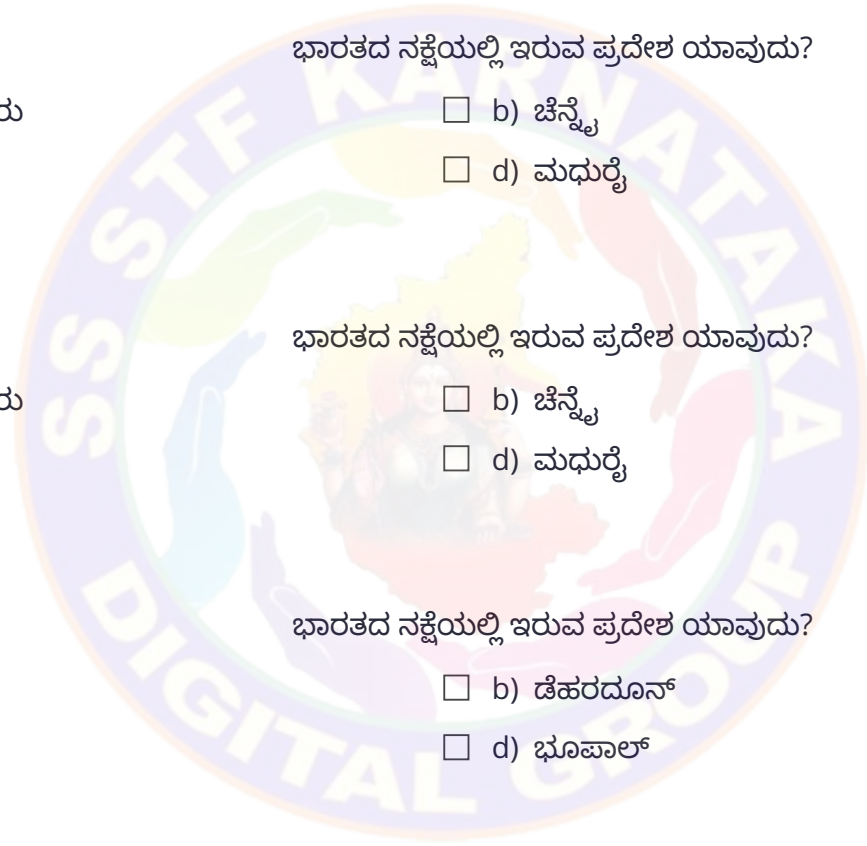 ಭಾರತದ ನಕ್ಷೆಯಲ್ಲಿ ಇರುವ ಪ್ರದೇಶ ಯಾವುದು?
b) ಚೆನ್ನೈ
d) ಮಧುರೈ
ಭಾರತದ ನಕ್ಷೆಯಲ್ಲಿ ಇರುವ ಪ್ರದೇಶ ಯಾವುದು?
b) ಚೆನ್ನೈ
d) ಮಧುರೈ
ಭಾರತದ ನಕ್ಷೆಯಲ್ಲಿ ಇರುವ ಪ್ರದೇಶ ಯಾವುದು?
b) ಡೆಹರದೂನ್
d) ಭೂಪಾಲ್
SS STF KARNATAKA
DIGITAL GROUP